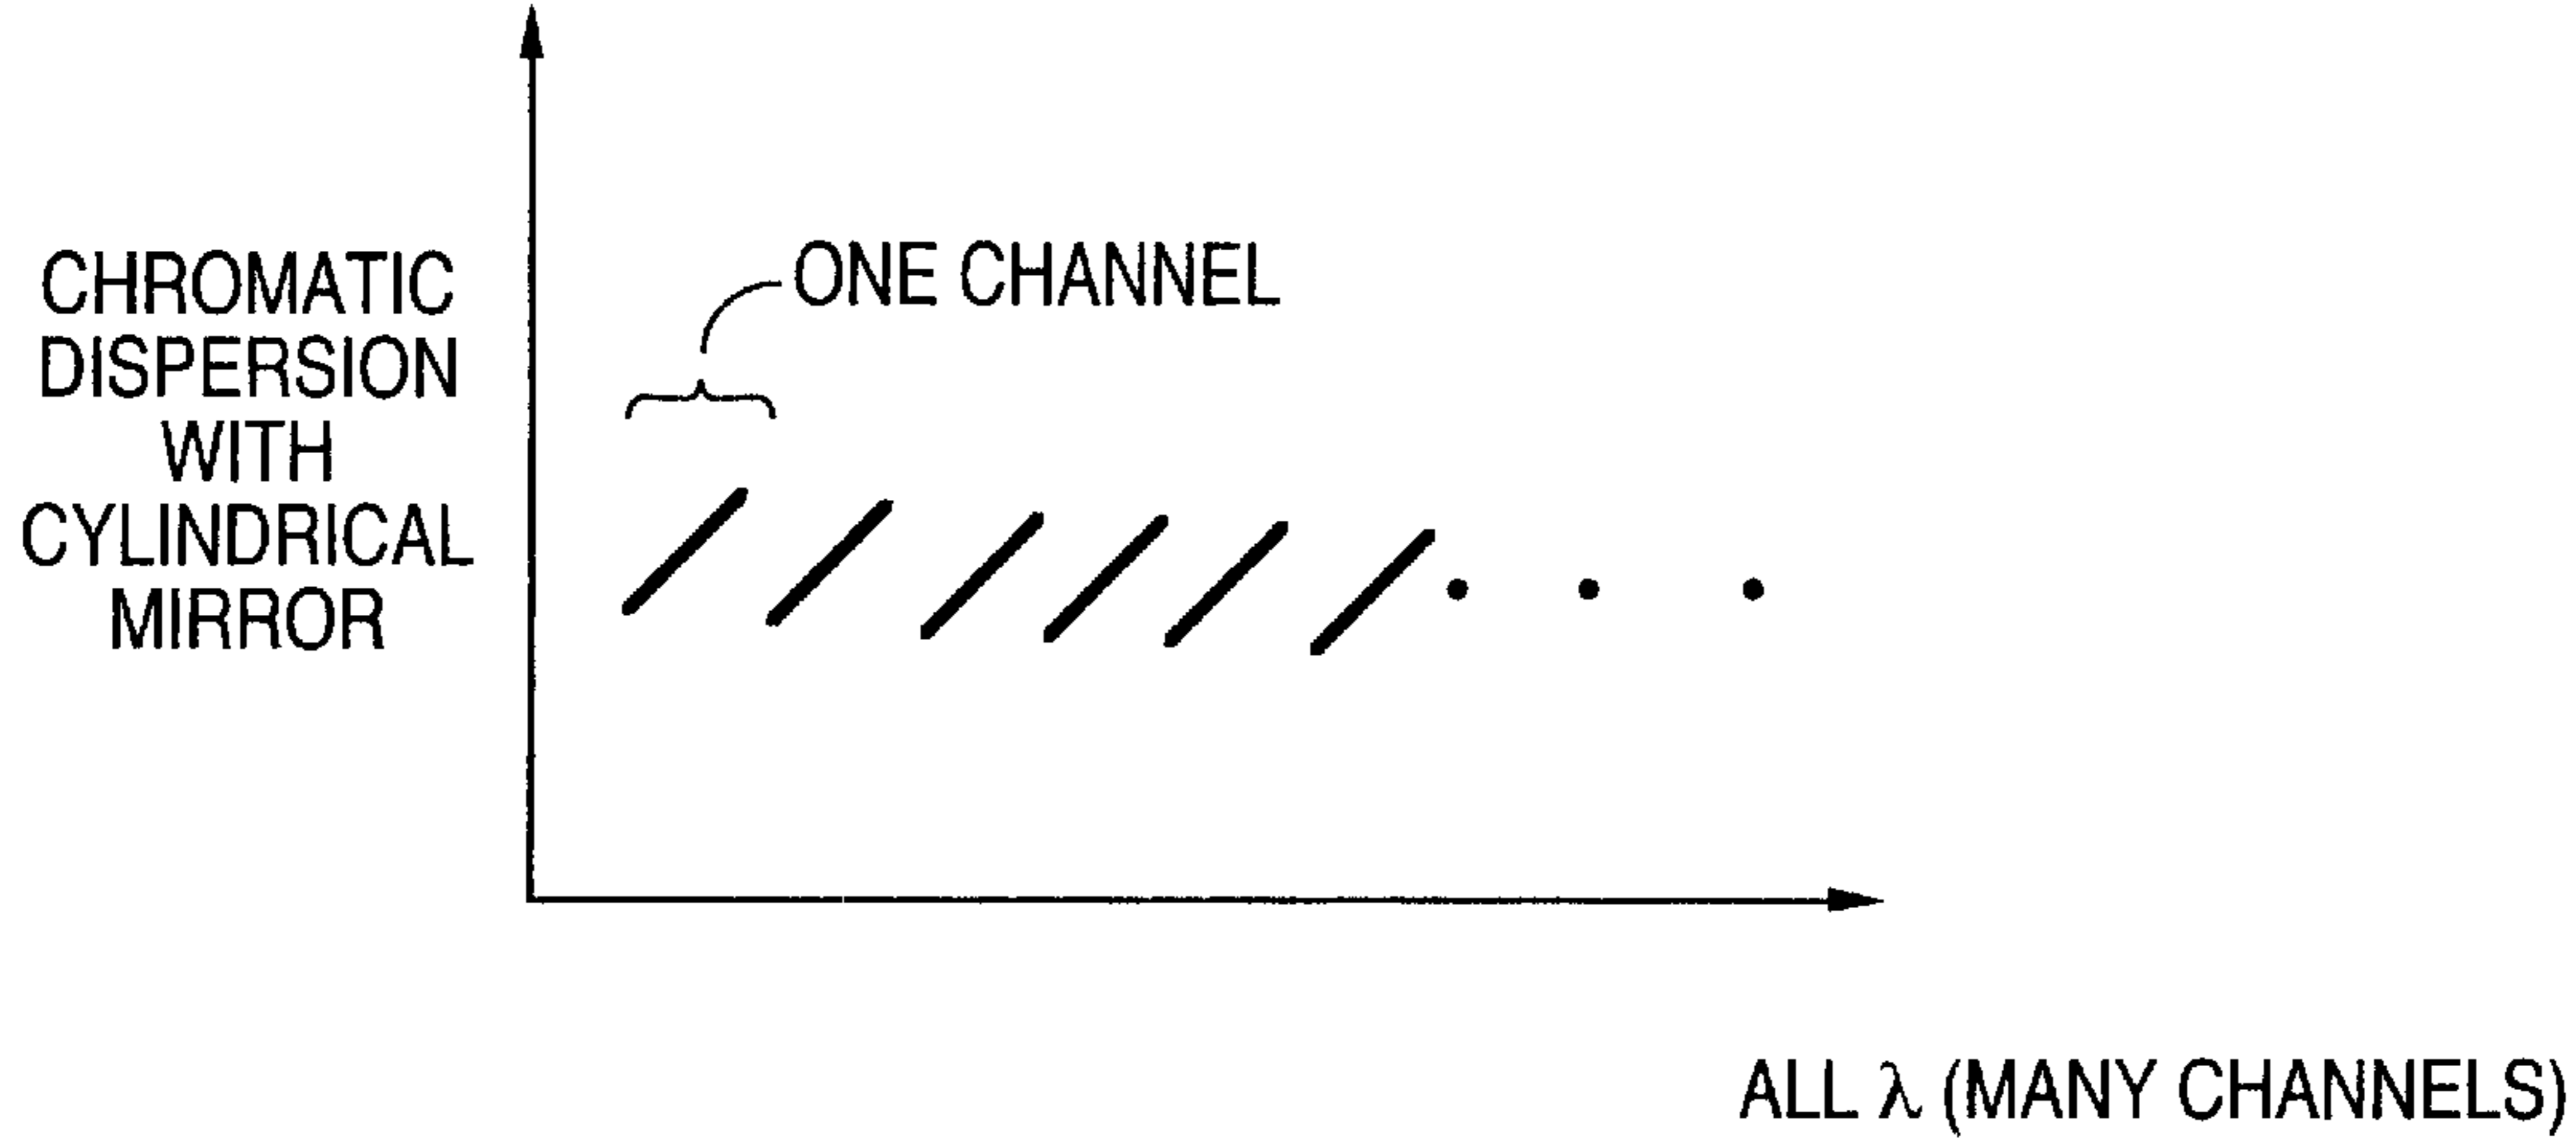 ONE CHANNEL
CHROMATIC
DISPERSION
WITH
CYLINDRICAL
MIRROR
ALL λ (MANY CHANNELS)